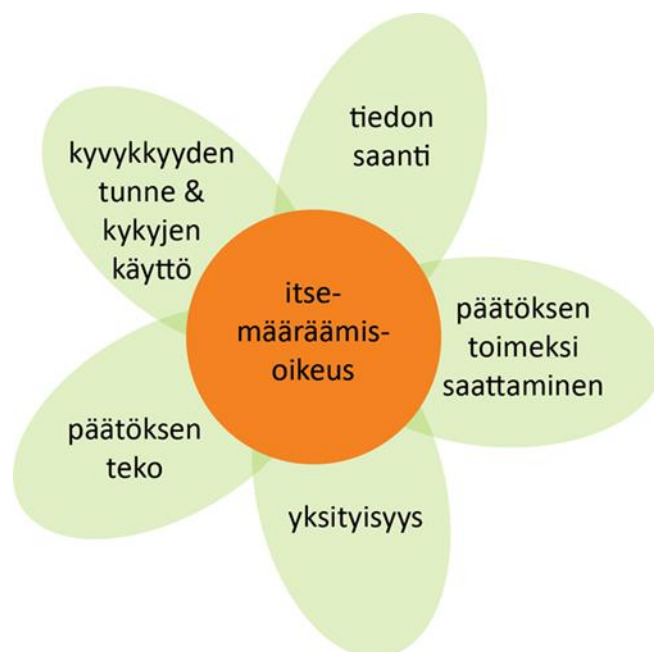 tiedon
saanti
kyvykkyyden
tunne &
kykyjen
käyttö
itse-
määräämis-
oikeus
päätöksen
toimeksi
saattaminen
päätöksen
teko
yksityisyys